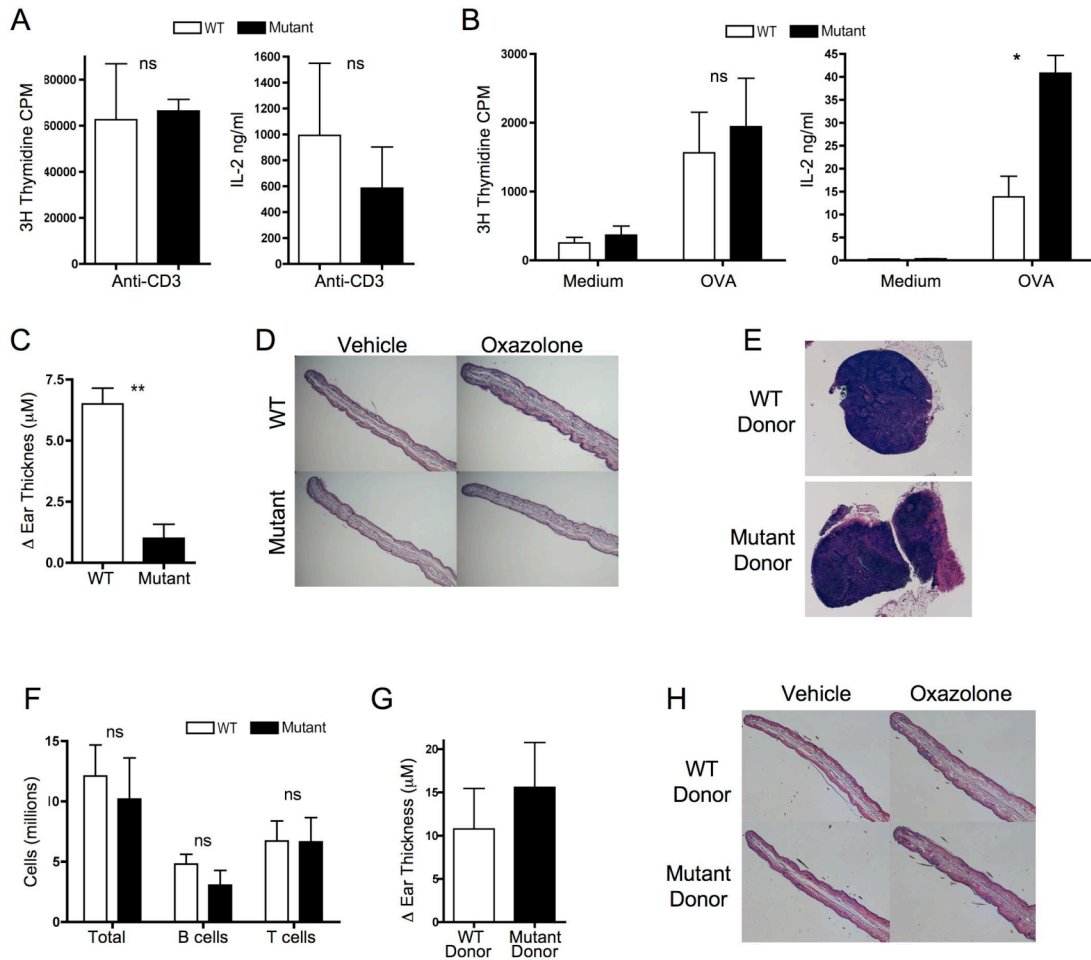 A
WT Mutant
3H Thymidine CPM
80000
60000
40000
20000
0
ns
Anti-CD3
IL-2 ng/ml
1600
1400
1200
1000
800
600
400
200
0
ns
Anti-CD3
B
WT Mutant
3H Thymidine CPM
3000
2000
1000
0
ns
Medium OVA
IL-2 ng/ml
45
40
35
30
25
20
15
10
5
0
*
Medium OVA
C
Δ Ear Thicknes (μM)
7.5
5.0
2.5
0.0
**
WT Mutant
D
Vehicle Oxazolone
WT
Mutant
E
WT
Donor
Mutant
Donor
F
WT Mutant
Cells (millions)
15
10
5
0
ns
ns
ns
Total B cells T cells
G
Δ Ear Thickness (μM)
20
15
10
5
0
WT Mutant
Donor Donor
H
Vehicle Oxazolone
WT
Donor
Mutant
Donor